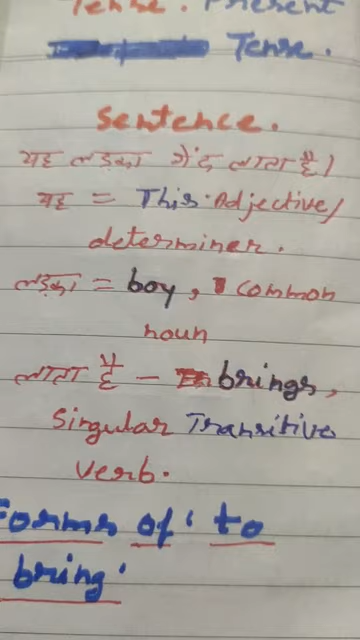 Tense. Present
Tense.
Sentence.
यह लड़का गेंद लाता है।
यह = This. Adjective/
determiner.
लड़का = boy, common
noun
लाता है - brings,
Singular Transitive
verb.
Forms of 'to
bring'